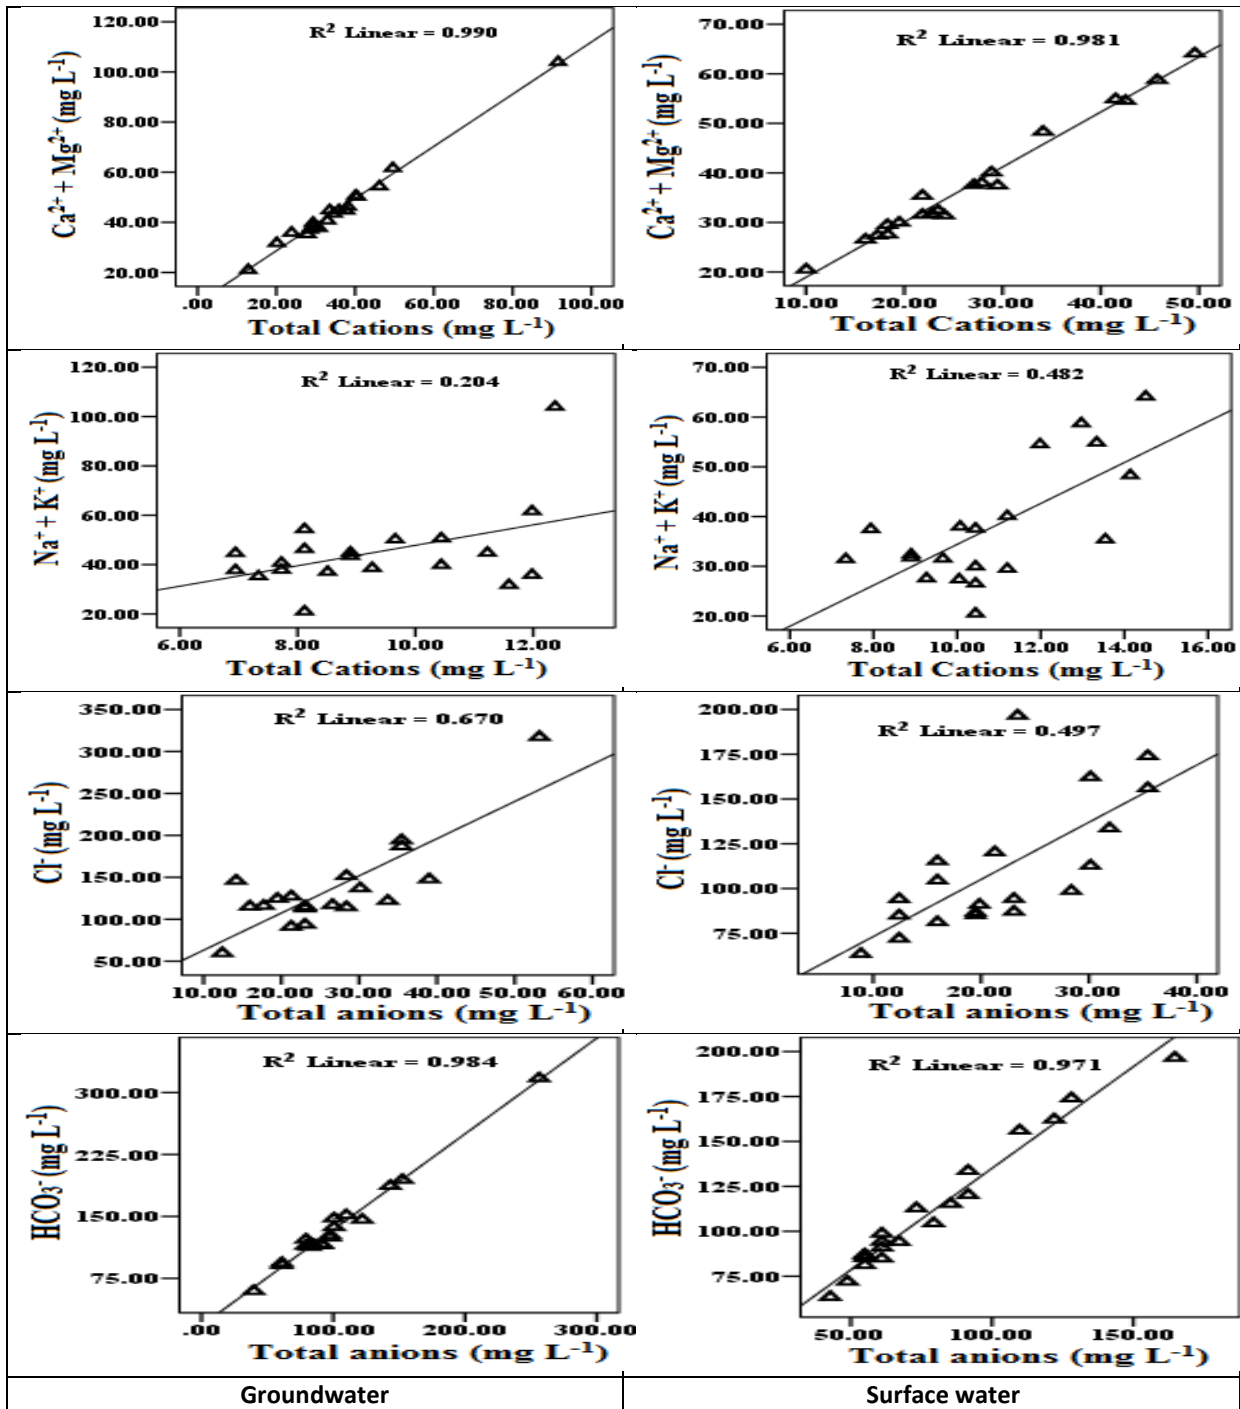 R² Linear = 0.990
Ca²⁺ + Mg²⁺ (mg L⁻¹)
120.00
100.00
80.00
60.00
40.00
20.00
.00 20.00 40.00 60.00 80.00 100.00
Total Cations (mg L⁻¹)
R² Linear = 0.981
Ca²⁺ + Mg²⁺ (mg L⁻¹)
70.00
60.00
50.00
40.00
30.00
20.00
10.00 20.00 30.00 40.00 50.00
Total Cations (mg L⁻¹)
R² Linear = 0.204
Na⁺ + K⁺ (mg L⁻¹)
120.00
100.00
80.00
60.00
40.00
20.00
6.00 8.00 10.00 12.00
Total Cations (mg L⁻¹)
R² Linear = 0.482
Na⁺ + K⁺ (mg L⁻¹)
70.00
60.00
50.00
40.00
30.00
20.00
6.00 8.00 10.00 12.00 14.00 16.00
Total Cations (mg L⁻¹)
R² Linear = 0.670
Cl⁻ (mg L⁻¹)
350.00
300.00
250.00
200.00
150.00
100.00
50.00
10.00 20.00 30.00 40.00 50.00 60.00
Total anions (mg L⁻¹)
R² Linear = 0.497
Cl⁻ (mg L⁻¹)
200.00
175.00
150.00
125.00
100.00
75.00
10.00 20.00 30.00 40.00
Total anions (mg L⁻¹)
R² Linear = 0.984
HCO₃⁻ (mg L⁻¹)
300.00
225.00
150.00
75.00
.00 100.00 200.00 300.00
Total anions (mg L⁻¹)
R² Linear = 0.971
HCO₃⁻ (mg L⁻¹)
200.00
175.00
150.00
125.00
100.00
75.00
50.00 100.00 150.00
Total anions (mg L⁻¹)
Groundwater
Surface water